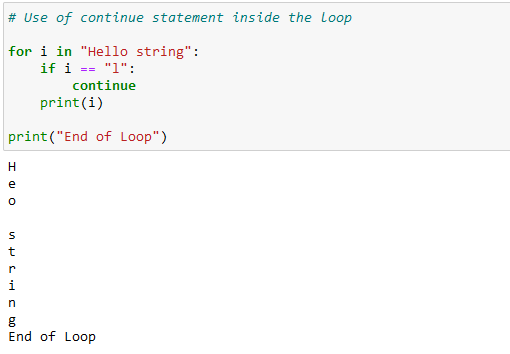 # Use of continue statement inside the loop

for i in "Hello string":
    if i == "l":
        continue
    print(i)

print("End of Loop")
H
e
o

s
t
r
i
n
g
End of Loop